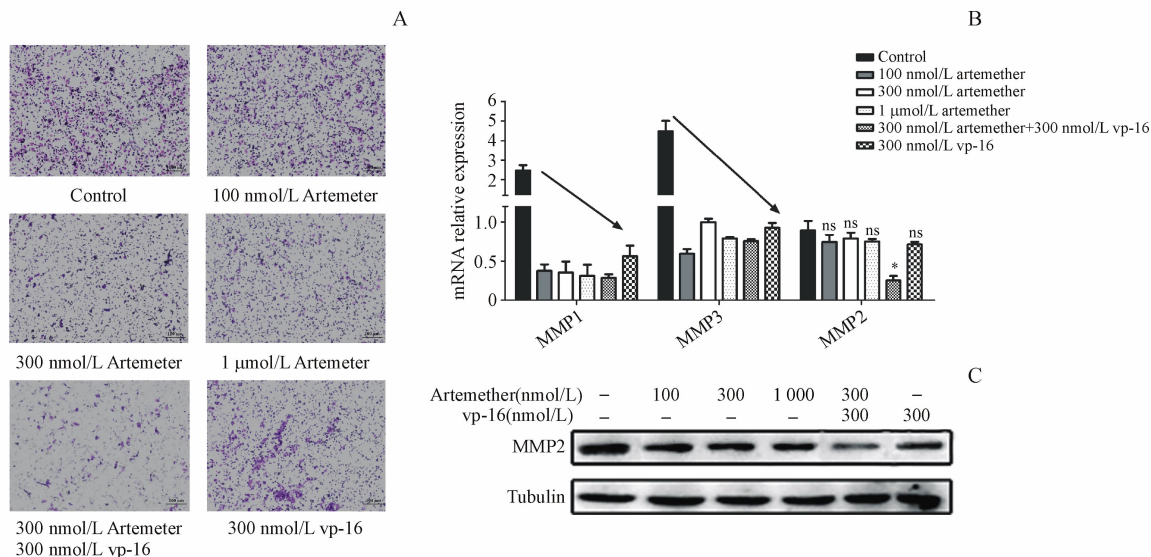 A
Control
100 nmol/L Artemeter
300 nmol/L Artemeter
1 μmol/L Artemeter
300 nmol/L Artemeter
300 nmol/L vp-16
300 nmol/L vp-16
B
Control
100 nmol/L artemether
300 nmol/L artemether
1 μmol/L artemether
300 nmol/L artemether+300 nmol/L vp-16
300 nmol/L vp-16
mRNA relative expression
6
5
4
3
2
1.0
0.5
0
ns
ns
ns
*
ns
MMP1
MMP3
MMP2
C
Artemether(nmol/L) – 100 300 1 000 300 –
vp-16(nmol/L) – – – – 300 300
MMP2
Tubulin